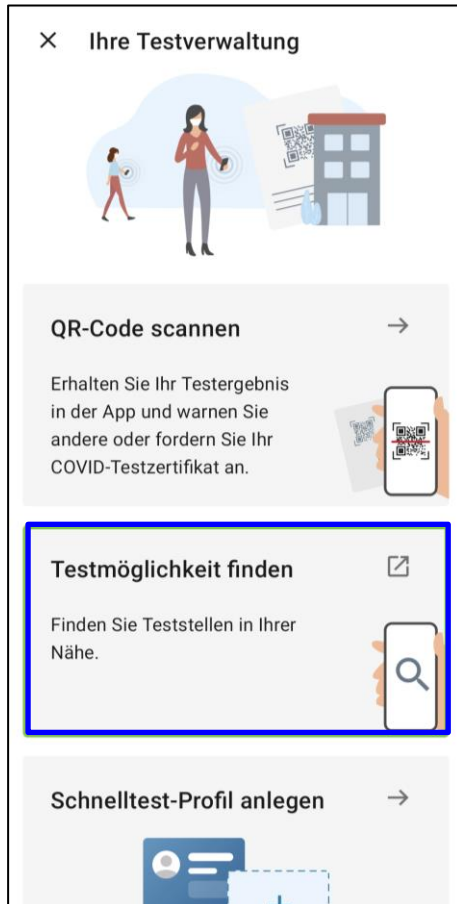 Ihre Testverwaltung
QR-Code scannen
Erhalten Sie Ihr Testergebnis
in der App und warnen Sie
andere oder fordern Sie Ihr
COVID-Testzertifikat an.
Testmöglichkeit finden
Finden Sie Teststellen in Ihrer
Nähe.
Schnelltest-Profil anlegen